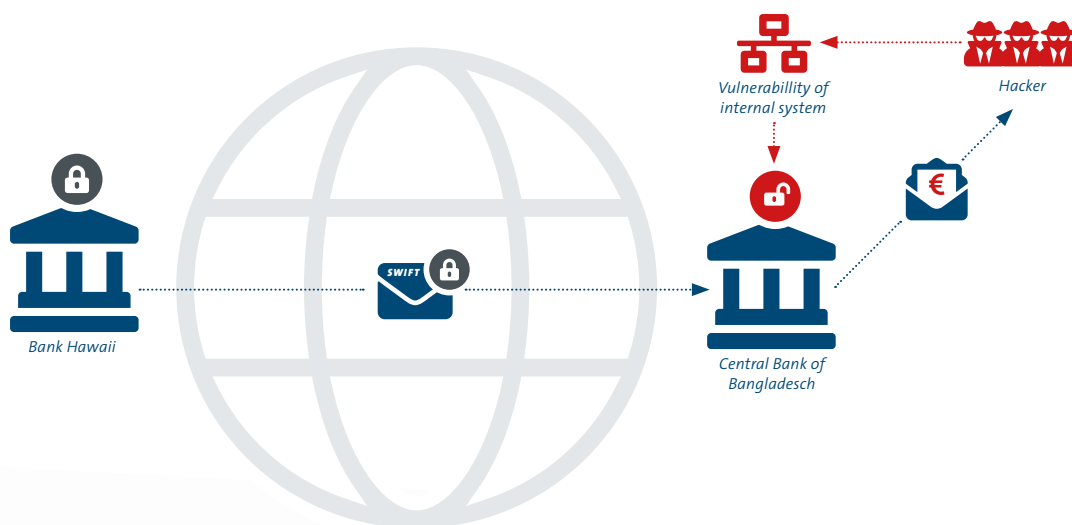 Vulnerabillity of
internal system
Hacker
€
SWIFT
Bank Hawaii
Central Bank of
Bangladesch